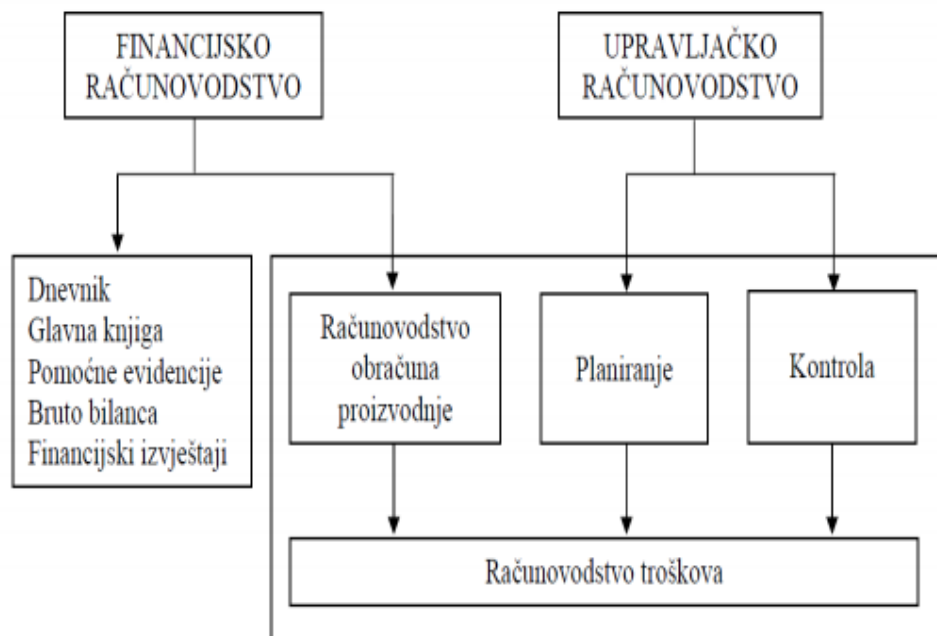 FINANCIJSKO
RAČUNOVODSTVO
UPRAVLJAČKO
RAČUNOVODSTVO
Dnevnik
Glavna knjiga
Pomoćne evidencije
Bruto bilanca
Financijski izvještaji
Računovodstvo
obračuna
proizvodnje
Planiranje
Kontrola
Računovodstvo troškova